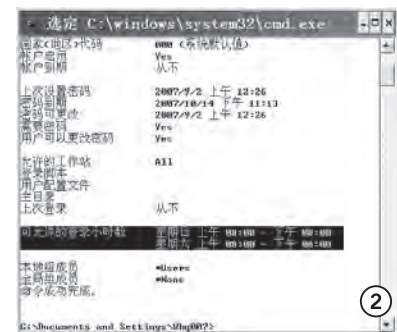 选定 C:\windows\system32\cmd.exe
国家(地区)代码 000 (系统默认值)
帐户启用 Yes
帐户到期 从不
上次设置密码 2007/9/2 上午 12:26
密码到期 2007/10/14 下午 11:13
密码可更改 2007/9/2 上午 12:26
需要密码 Yes
用户可以更改密码 Yes
允许的工作站 All
登录脚本
用户配置文件
主目录
上次登录 从不
可允许的登录小时数 星期日 上午 08:00 - 下午 08:00
星期六 上午 08:00 - 下午 08:00
本地组成员 *Users
全局组成员 *None
命令成功完成。
C:\Documents and
②